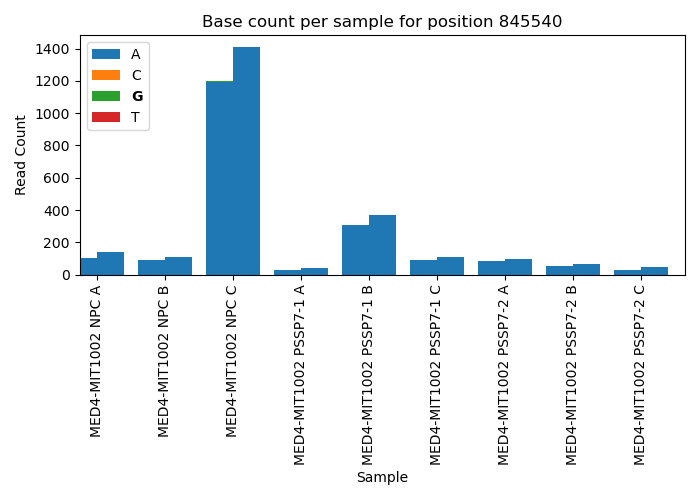 Base count per sample for position 845540
A
C
G
T
1400
1200
1000
800
600
400
200
0
Read Count
MED4-MIT1002 NPC A
MED4-MIT1002 NPC B
MED4-MIT1002 NPC C
MED4-MIT1002 PSSP7-1 A
MED4-MIT1002 PSSP7-1 B
MED4-MIT1002 PSSP7-1 C
MED4-MIT1002 PSSP7-2 A
MED4-MIT1002 PSSP7-2 B
MED4-MIT1002 PSSP7-2 C
Sample